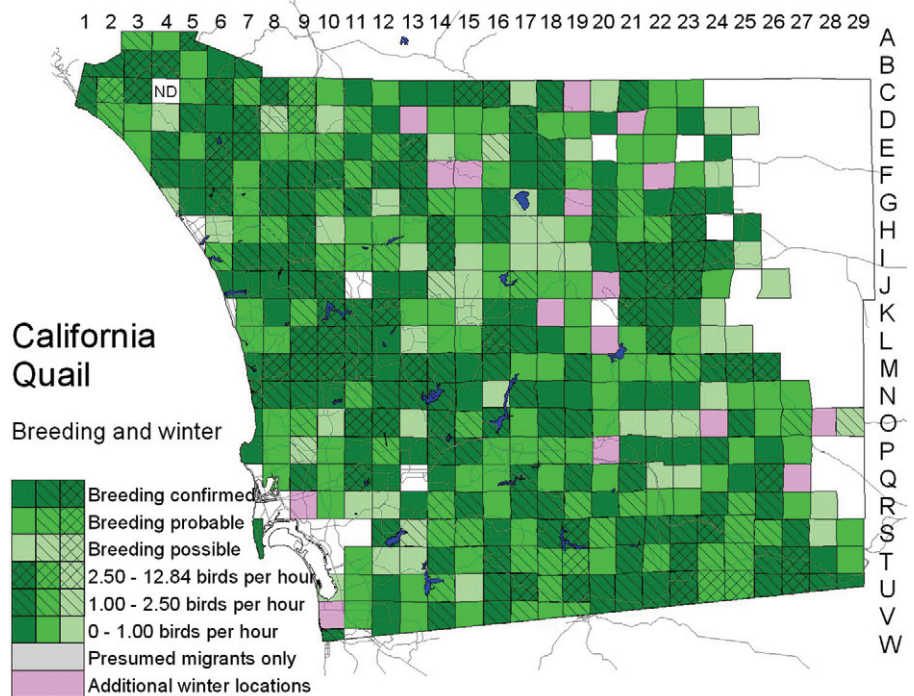 1 2 3 4 5 6 7 8 9 10 11 12 13 14 15 16 17 18 19 20 21 22 23 24 25 26 27 28 29
A
B
C
ND
D
E
F
G
H
I
J
K
L
M
N
O
P
Q
R
S
T
U
V
W
California
Quail
Breeding and winter
Breeding confirmed
Breeding probable
Breeding possible
2.50 - 12.84 birds per hour
1.00 - 2.50 birds per hour
0 - 1.00 birds per hour
Presumed migrants only
Additional winter locations